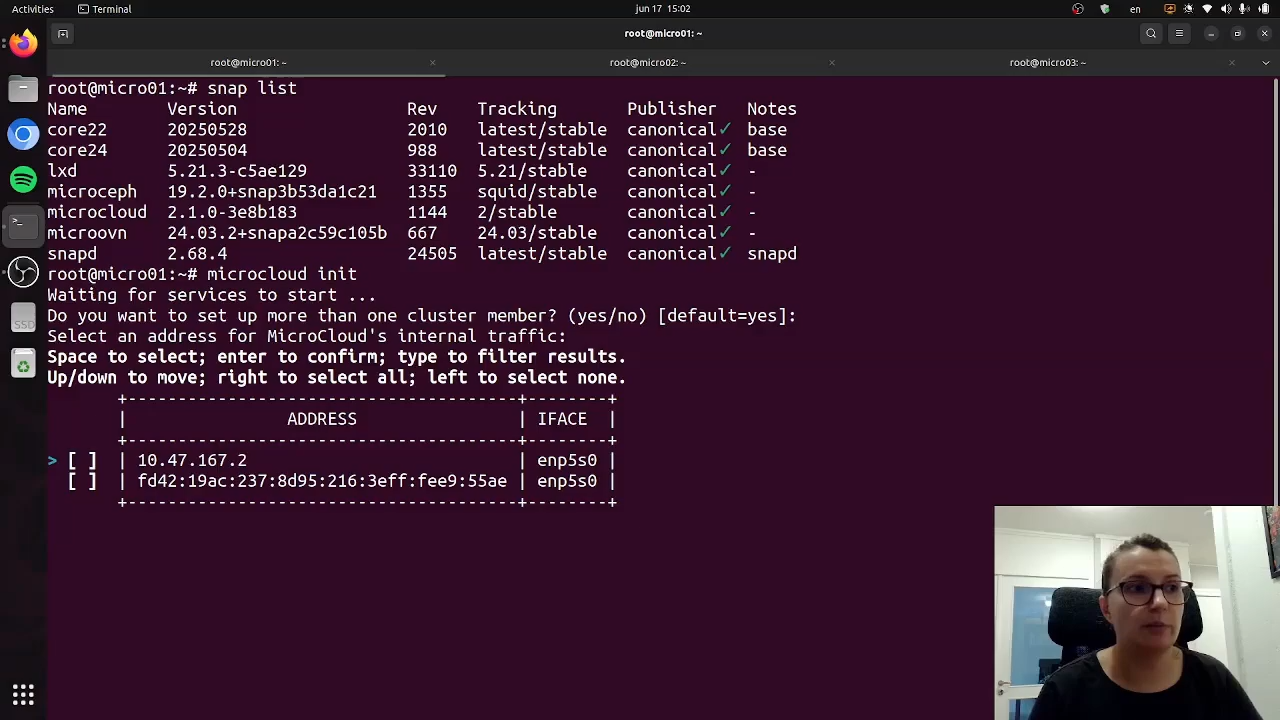 Activities Terminal jun 17 15:02 en
root@micro01: ~
root@micro01: ~ root@micro02: ~ root@micro03: ~
root@micro01:~# snap list
Name Version Rev Tracking Publisher Notes
core22 20250528 2010 latest/stable canonical✓ base
core24 20250504 988 latest/stable canonical✓ base
lxd 5.21.3-c5ae129 33110 5.21/stable canonical✓ -
microceph 19.2.0+snap3b53da1c21 1355 squid/stable canonical✓ -
microcloud 2.1.0-3e8b183 1144 2/stable canonical✓ -
microovn 24.03.2+snapa2c59c105b 667 24.03/stable canonical✓ -
snapd 2.68.4 24505 latest/stable canonical✓ snapd
root@micro01:~# microcloud init
Waiting for services to start ...
Do you want to set up more than one cluster member? (yes/no) [default=yes]:
Select an address for MicroCloud's internal traffic:
Space to select; enter to confirm; type to filter results.
Up/down to move; right to select all; left to select none.
+--------------------------------------+--------+
| ADDRESS | IFACE |
+--------------------------------------+--------+
> [ ] | 10.47.167.2 | enp5s0 |
[ ] | fd42:19ac:237:8d95:216:3eff:fee9:55ae | enp5s0 |
+--------------------------------------+--------+
SSD